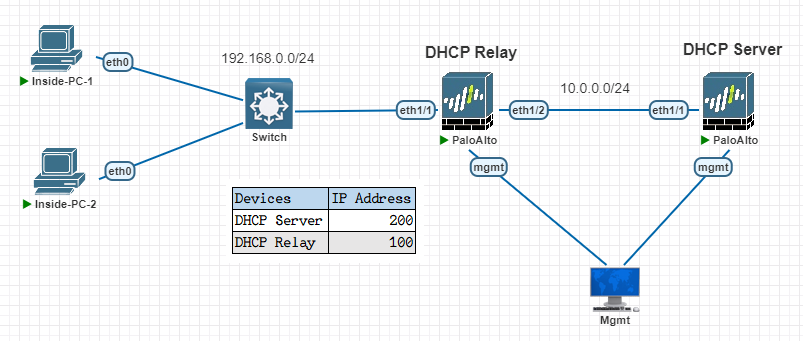 DHCP Relay
DHCP Server
192.168.0.0/24
10.0.0.0/24
eth0
Inside-PC-1
eth1/1
eth1/2
eth1/1
Switch
PaloAlto
PaloAlto
eth0
mgmt
mgmt
Inside-PC-2
Devices IP Address
DHCP Server 200
DHCP Relay 100
Mgmt